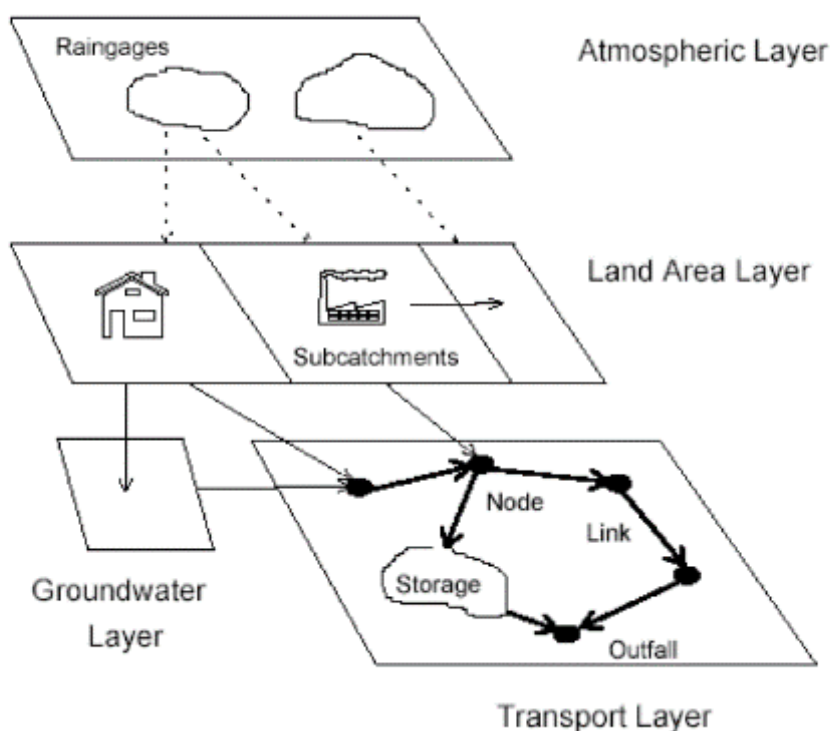 Raingages
Atmospheric Layer
Land Area Layer
Subcatchments
Node
Link
Storage
Groundwater
Layer
Outfall
Transport Layer